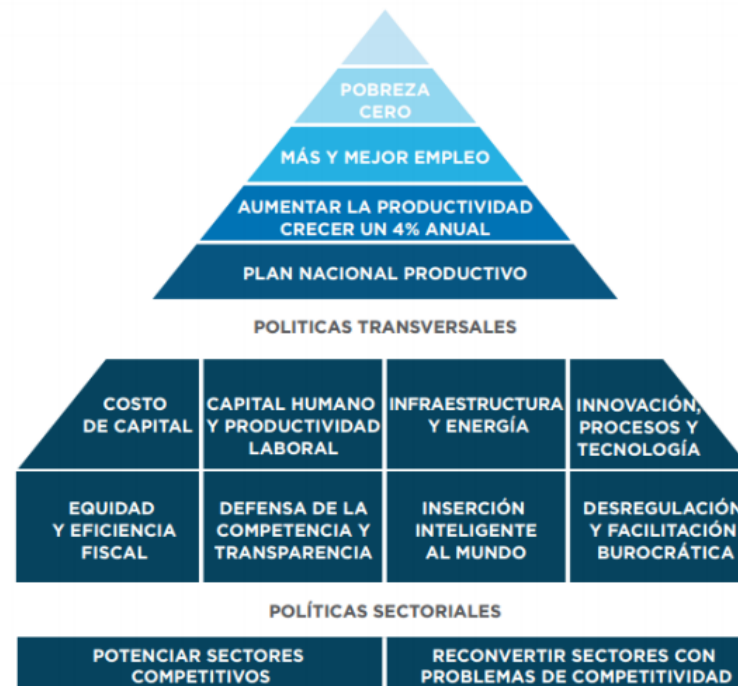 POBREZA
CERO
MÁS Y MEJOR EMPLEO
AUMENTAR LA PRODUCTIVIDAD
CRECER UN 4% ANUAL
PLAN NACIONAL PRODUCTIVO
POLITICAS TRANSVERSALES
COSTO
DE CAPITAL
CAPITAL HUMANO
Y PRODUCTIVIDAD
LABORAL
INFRAESTRUCTURA
Y ENERGÍA
INNOVACIÓN,
PROCESOS Y
TECNOLOGÍA
EQUIDAD
Y EFICIENCIA
FISCAL
DEFENSA DE LA
COMPETENCIA Y
TRANSPARENCIA
INSERCIÓN
INTELIGENTE
AL MUNDO
DESREGULACIÓN
Y FACILITACIÓN
BUROCRÁTICA
POLÍTICAS SECTORIALES
POTENCIAR SECTORES
COMPETITIVOS
RECONVERTIR SECTORES CON
PROBLEMAS DE COMPETITIVIDAD